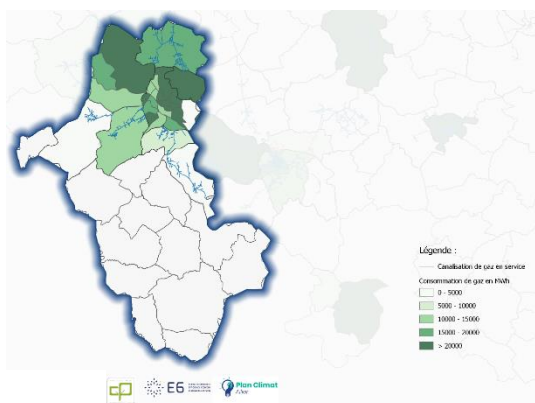 Légende :
Canalisation de gaz en service
Consommation de gaz en MWh
0 - 5000
5000 - 10000
10000 - 15000
15000 - 20000
> 20000
E6
Plan Climat